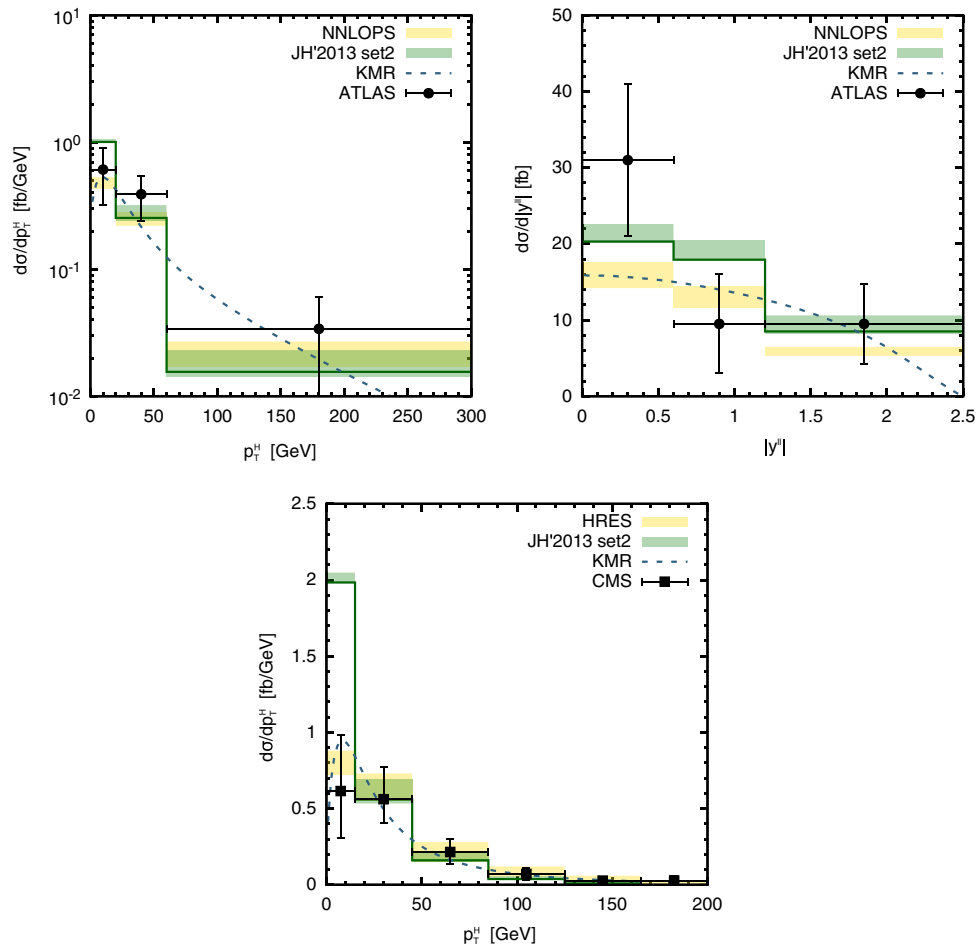 NNLOPS
JH'2013 set2
KMR
ATLAS
dσ/dp_T^H [fb/GeV]
10^1
10^0
10^-1
10^-2
0 50 100 150 200 250 300
p_T^H [GeV]
NNLOPS
JH'2013 set2
KMR
ATLAS
dσ/d|y^ll| [fb]
50
40
30
20
10
0
0 0.5 1 1.5 2 2.5
|y^ll|
HRES
JH'2013 set2
KMR
CMS
dσ/dp_T^H [fb/GeV]
2.5
2
1.5
1
0.5
0
0 50 100 150 200
p_T^H [GeV]